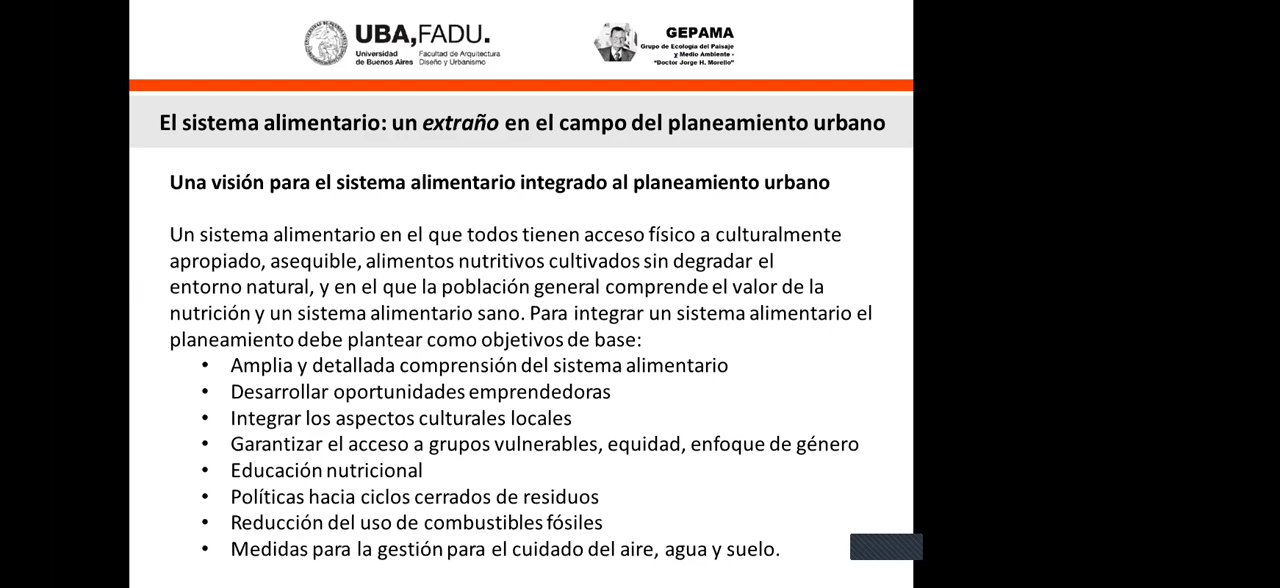 UBA,FADU.
Universidad de Buenos Aires
Facultad de Arquitectura Diseño y Urbanismo
GEPAMA
Grupo de Ecología del Paisaje
y Medio Ambiente -
"Doctor Jorge H. Morello"
El sistema alimentario: un extraño en el campo del planeamiento urbano
Una visión para el sistema alimentario integrado al planeamiento urbano
Un sistema alimentario en el que todos tienen acceso físico a culturalmente
apropiado, asequible, alimentos nutritivos cultivados sin degradar el
entorno natural, y en el que la población general comprende el valor de la
nutrición y un sistema alimentario sano. Para integrar un sistema alimentario el
planeamiento debe plantear como objetivos de base:
• Amplia y detallada comprensión del sistema alimentario
• Desarrollar oportunidades emprendedoras
• Integrar los aspectos culturales locales
• Garantizar el acceso a grupos vulnerables, equidad, enfoque de género
• Educación nutricional
• Políticas hacia ciclos cerrados de residuos
• Reducción del uso de combustibles fósiles
• Medidas para la gestión para el cuidado del aire, agua y suelo.